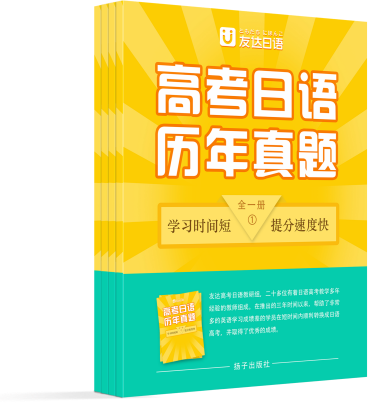 友达日语
高考日语
历年真题
全一册
①
学习时间短
提分速度快
高考日语
历年真题
友达高考日语教研组，二十多位有着日语高考教学多年
经验的教师组成。在推出的三年时间以来，帮助了非常
多的英语学习成绩差的学员在短时间内顺利转换成日语
高考，并取得了优秀的成绩。
扬子出版社